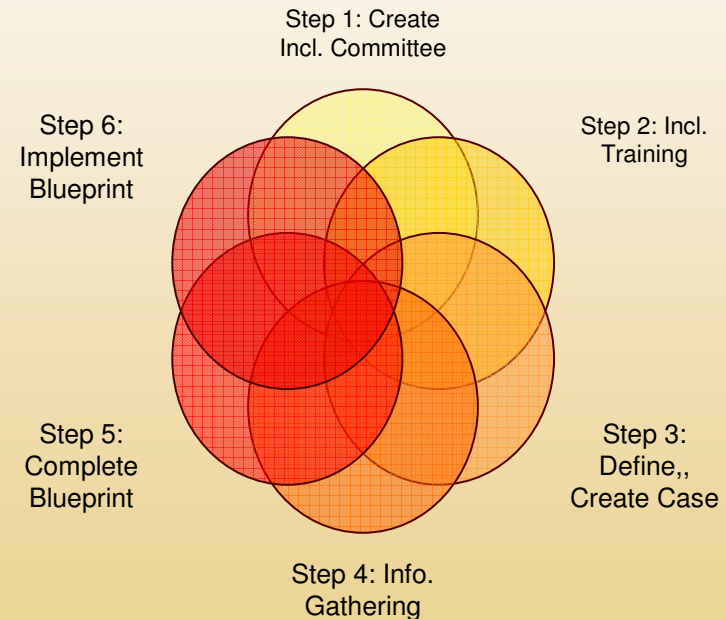 Step 1: Create
Incl. Committee
Step 2: Incl.
Training
Step 3:
Define,,
Create Case
Step 4: Info.
Gathering
Step 5:
Complete
Blueprint
Step 6:
Implement
Blueprint